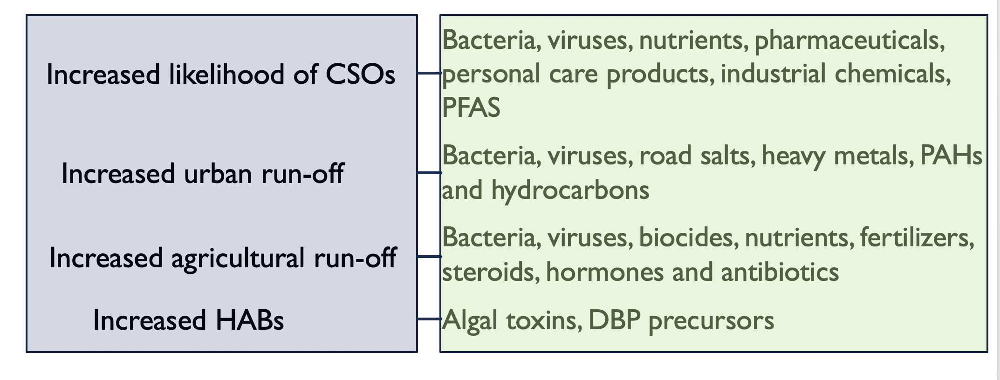 Increased likelihood of CSOs
Bacteria, viruses, nutrients, pharmaceuticals,
personal care products, industrial chemicals,
PFAS
Increased urban run-off
Bacteria, viruses, road salts, heavy metals, PAHs
and hydrocarbons
Increased agricultural run-off
Bacteria, viruses, biocides, nutrients, fertilizers,
steroids, hormones and antibiotics
Increased HABs
Algal toxins, DBP precursors